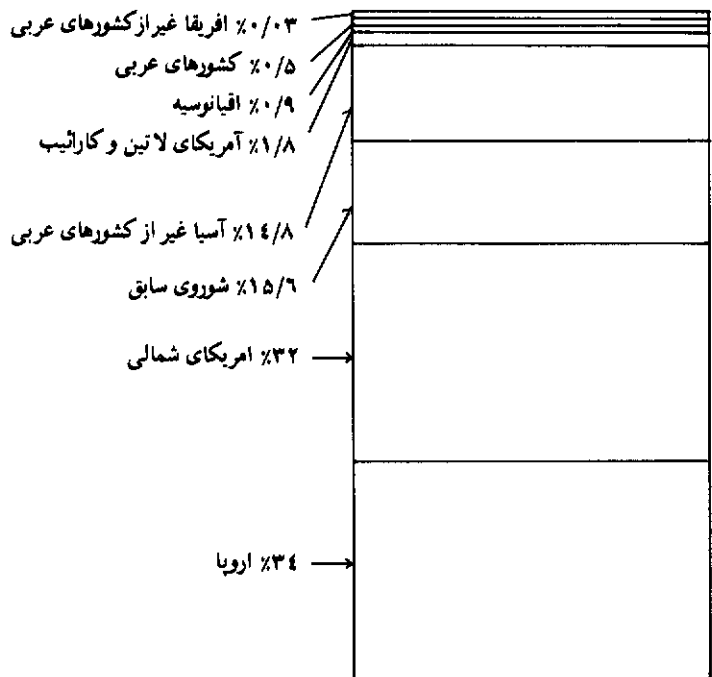 ٪۰/۰۳ افریقا غیرازکشورهای عربی
٪۰/۵ کشورهای عربی
٪۰/۹ اقیانوسیه
٪۱/۸ آمریکای لاتین و کارائیب
٪۱٤/۸ آسیا غیر از کشورهای عربی
٪۱۵/٦ شوروی سابق
٪۳۲ امریکای شمالی
٪۳٤ اروپا